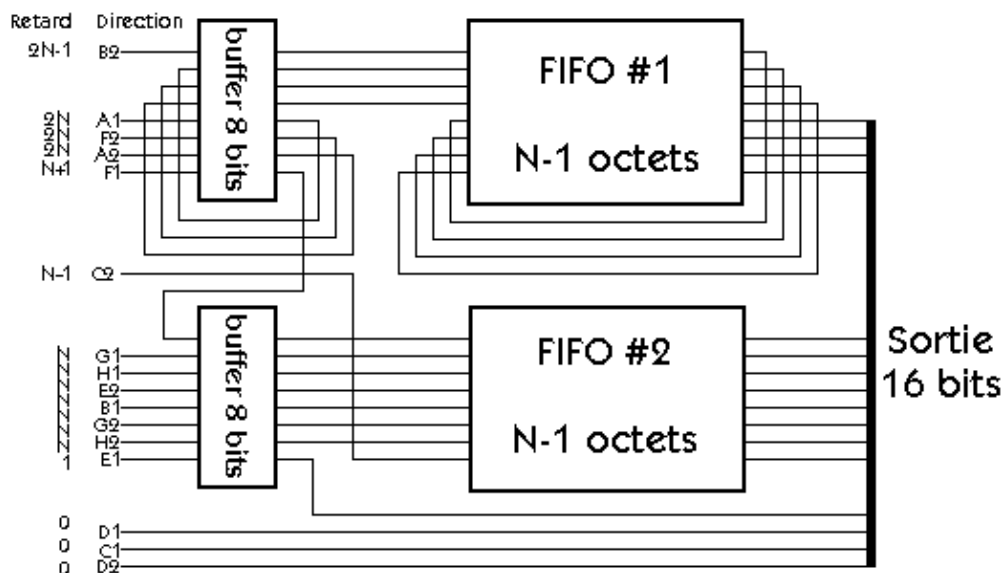 Retard Direction
2N-1 B2
buffer 8 bits
FIFO #1
N-1 octets
2N A1
2N F2
2N A2
N+1 F1
N-1 C2
buffer 8 bits
FIFO #2
N-1 octets
Sortie
16 bits
N G1
N H1
N E2
N B1
N G2
N H2
1 E1
0 D1
0 C1
0 D2